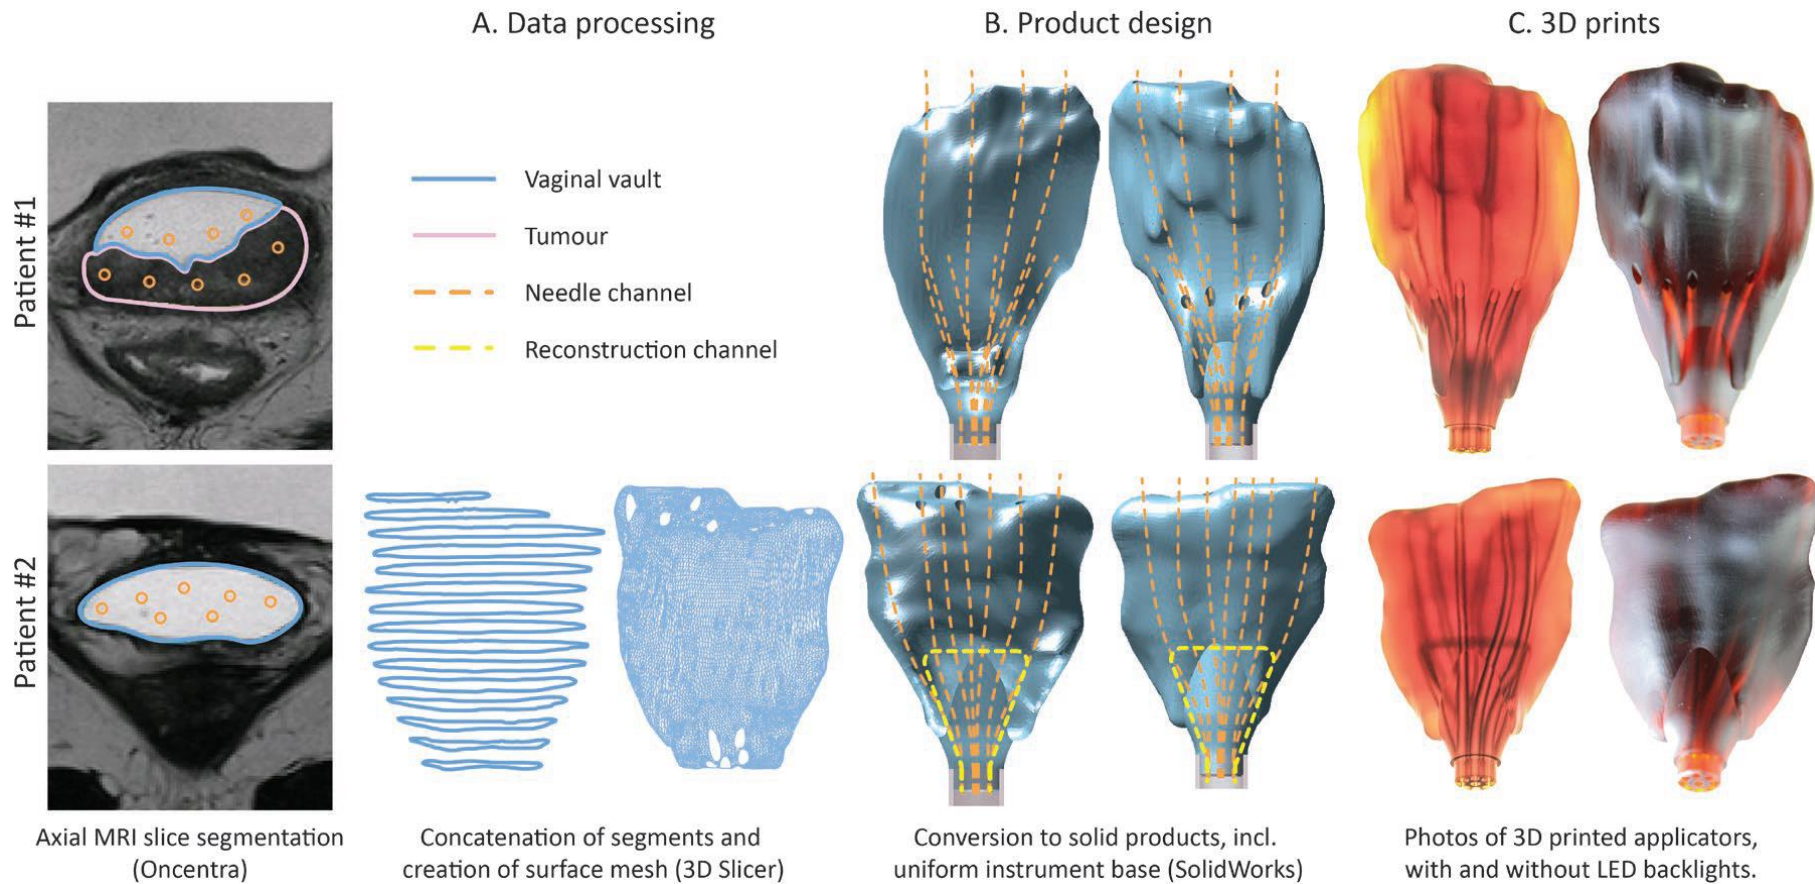 A. Data processing
B. Product design
C. 3D prints
Patient #1
Vaginal vault
Tumour
Needle channel
Reconstruction channel
Patient #2
Axial MRI slice segmentation
(Oncentra)
Concatenation of segments and
creation of surface mesh (3D Slicer)
Conversion to solid products, incl.
uniform instrument base (SolidWorks)
Photos of 3D printed applicators,
with and without LED backlights.